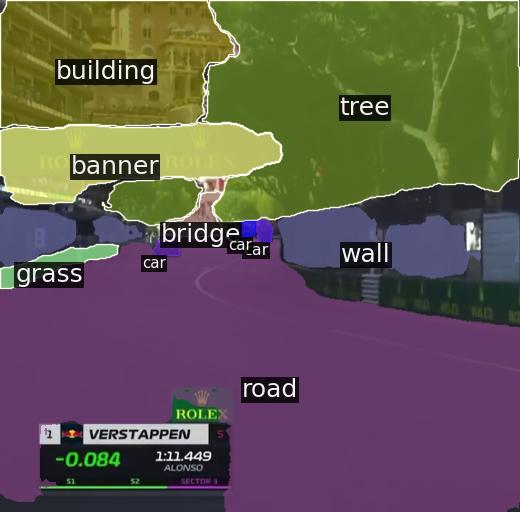 building
tree
ROLEX
banner
bridge
car
car
car
wall
grass
road
ROLEX
1 VERSTAPPEN S
-0.084 1:11.449
ALONSO
S1 S2 SECTOR 3